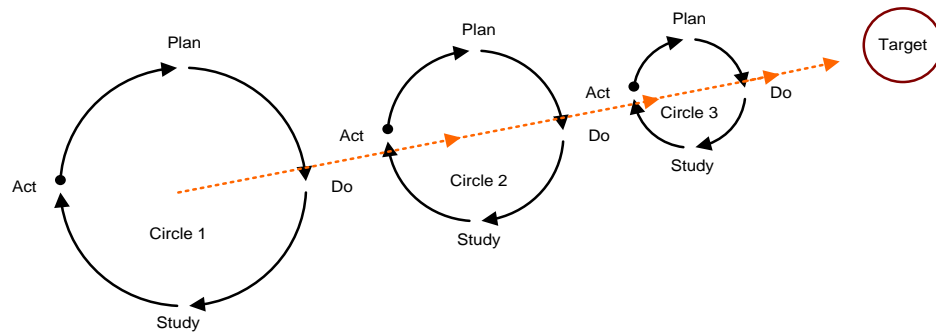 Plan
Act
Do
Circle 1
Study
Plan
Act
Do
Circle 2
Study
Plan
Act
Do
Circle 3
Study
Target